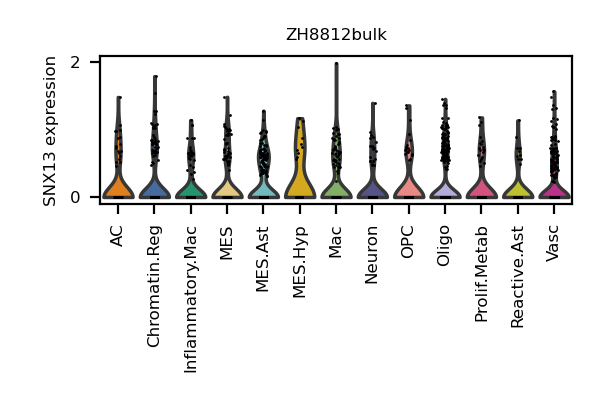 ZH8812bulk
SNX13 expression
2
0
AC
Chromatin.Reg
Inflammatory.Mac
MES
MES.Ast
MES.Hyp
Mac
Neuron
OPC
Oligo
Prolif.Metab
Reactive.Ast
Vasc